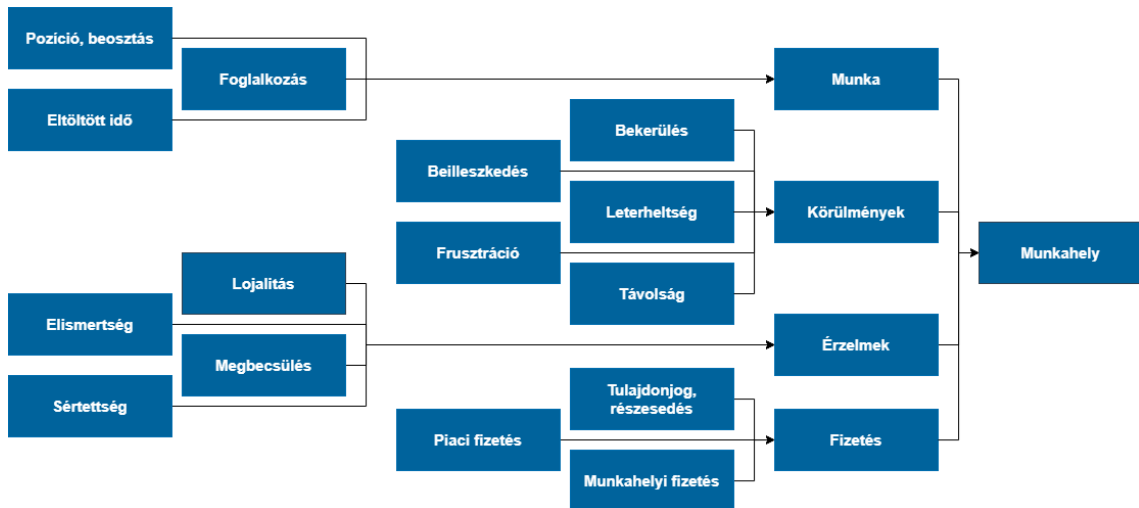 Pozíció, beosztás
Foglalkozás
Eltöltött idő
Munka
Bekerülés
Beilleszkedés
Leterheltség
Körülmények
Frusztráció
Távolság
Munkahely
Lojalitás
Elismertség
Megbecsülés
Sértettség
Érzelmek
Tulajdonjog,
részesedés
Piaci fizetés
Fizetés
Munkahelyi fizetés